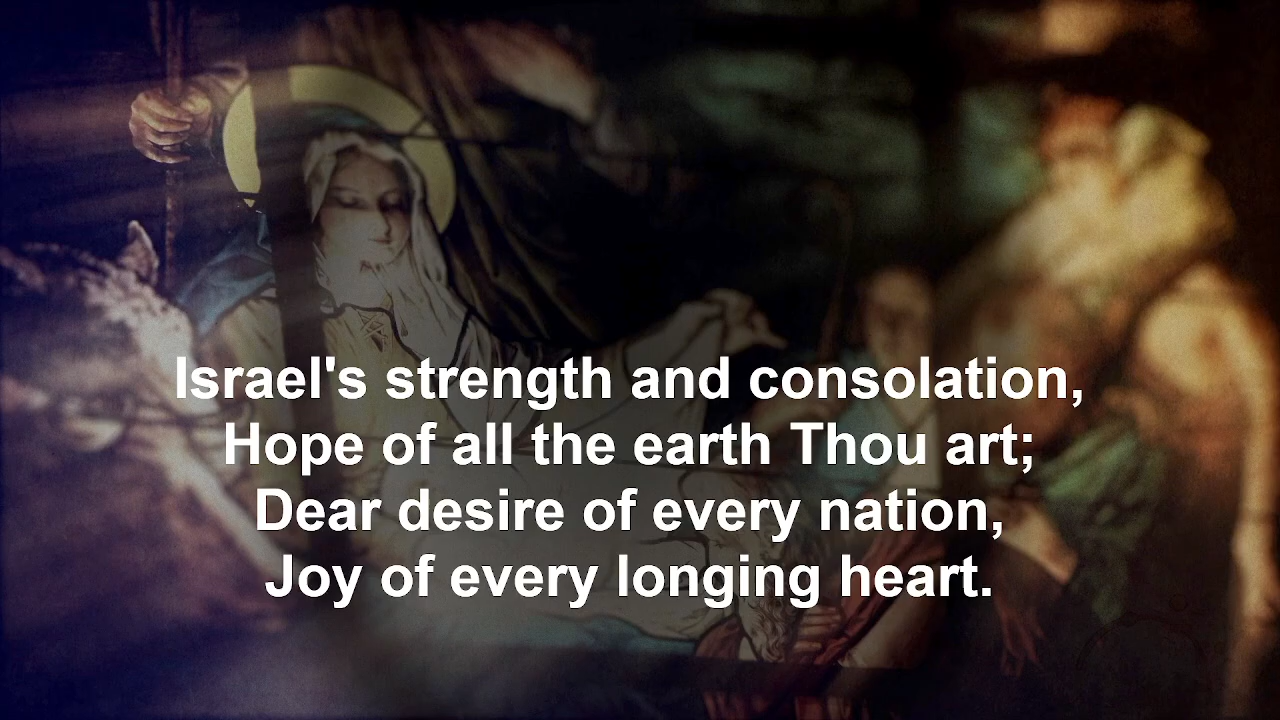 Israel's strength and consolation,
Hope of all the earth Thou art;
Dear desire of every nation,
Joy of every longing heart.